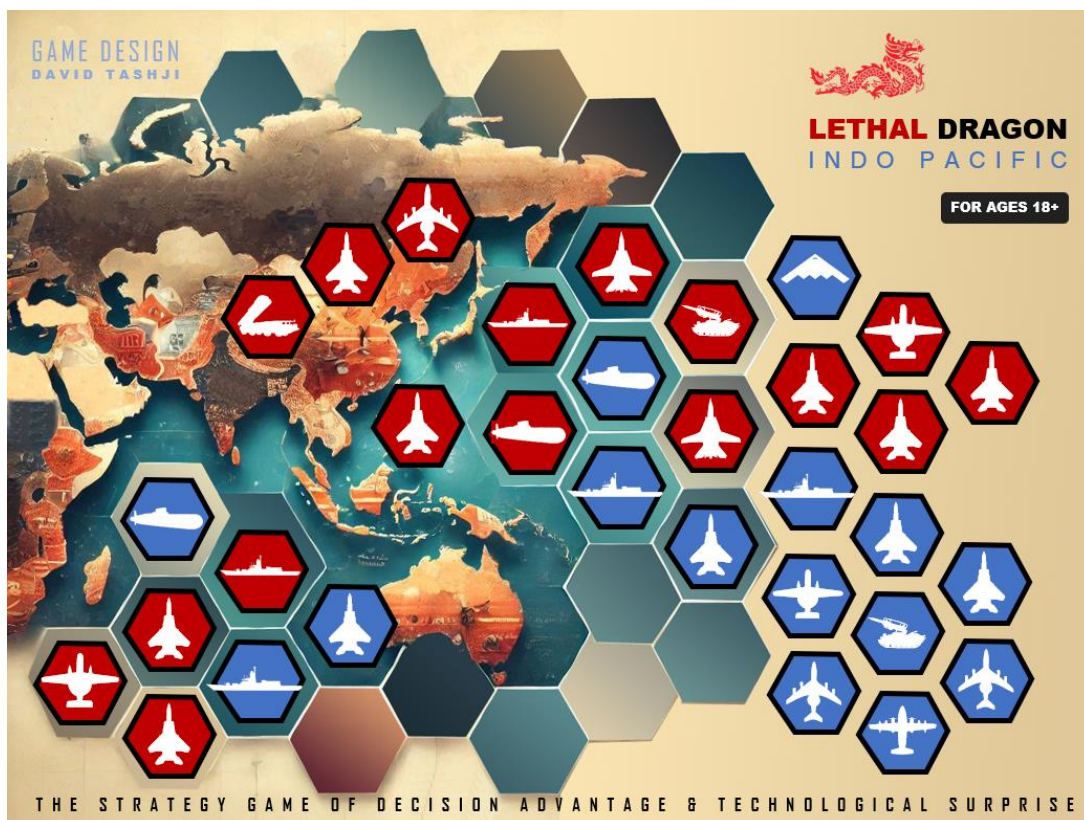 GAME DESIGN
DAVID TASHJI
LETHAL DRAGON
INDO PACIFIC
FOR AGES 18+
THE STRATEGY GAME OF DECISION ADVANTAGE & TECHNOLOGICAL SURPRISE